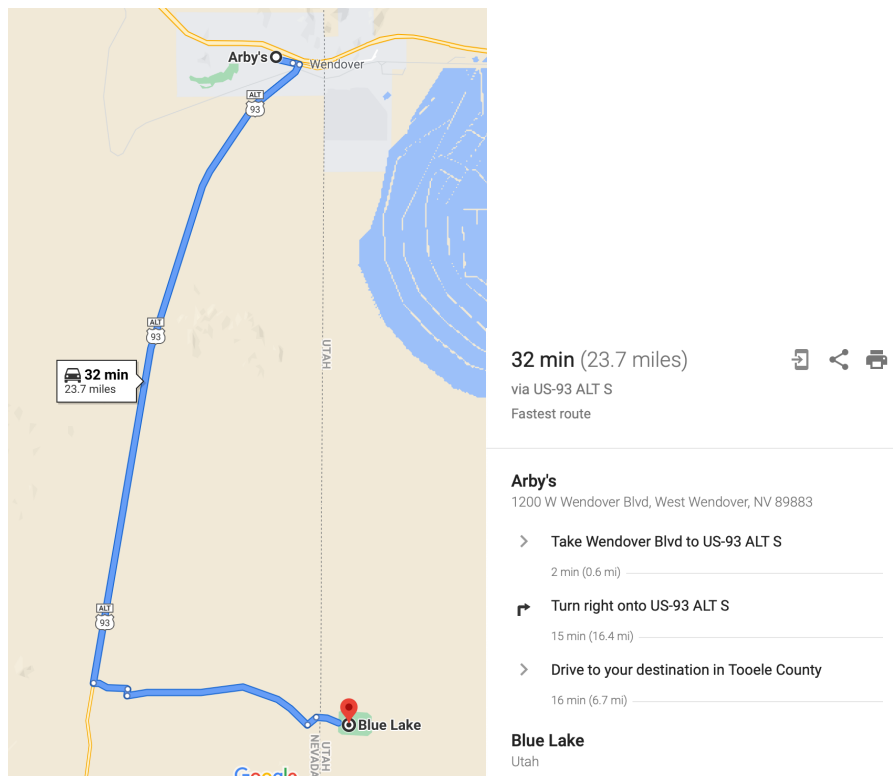 Arby's
Wendover
ALT
93
ALT
93
UTAH
32 min
23.7 miles
ALT
93
Blue Lake
UTAH
NEVADA
Google
32 min (23.7 miles)
via US-93 ALT S
Fastest route
Arby's
1200 W Wendover Blvd, West Wendover, NV 89883
Take Wendover Blvd to US-93 ALT S
2 min (0.6 mi)
Turn right onto US-93 ALT S
15 min (16.4 mi)
Drive to your destination in Tooele County
16 min (6.7 mi)
Blue Lake
Utah